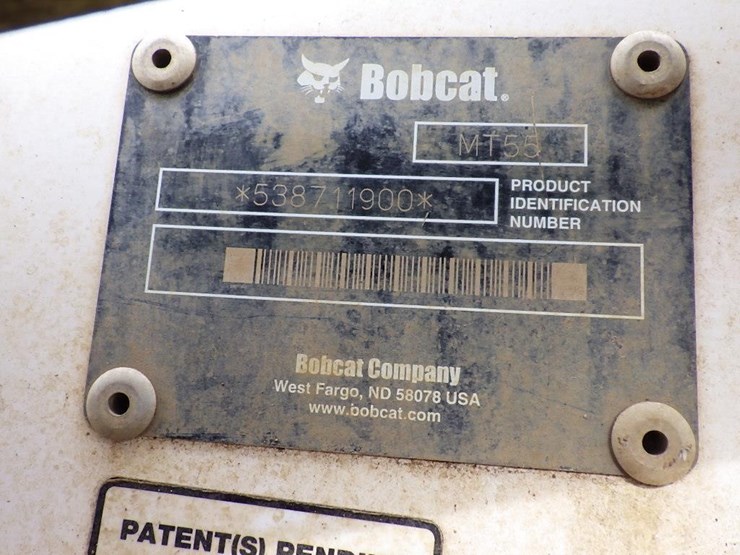 Bobcat®
MT55
*538711900*
PRODUCT
IDENTIFICATION
NUMBER
Bobcat Company
West Fargo, ND 58078 USA
www.bobcat.com
PATENT(S)